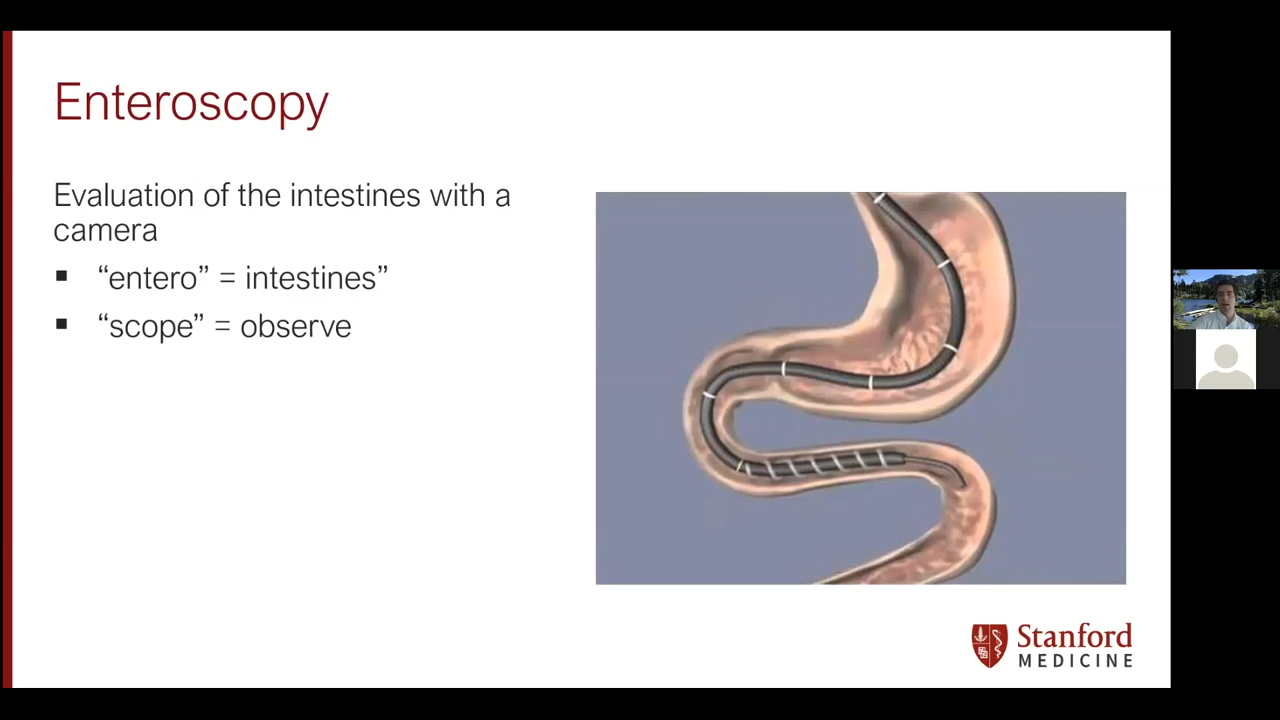 Enteroscopy
Evaluation of the intestines with a
camera
▪ “entero” = intestines”
▪ “scope” = observe
Stanford
MEDICINE